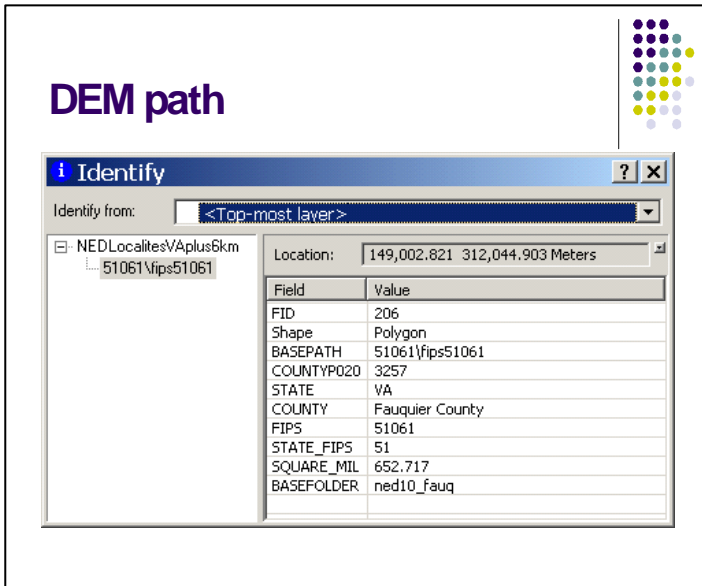 DEM path
i Identify ? X
Identify from: <Top-most layer>
NEDLocalitesVAplus6km
51061\fips51061
Location: 149,002.821 312,044.903 Meters
Field Value
FID 206
Shape Polygon
BASEPATH 51061\fips51061
COUNTYP020 3257
STATE VA
COUNTY Fauquier County
FIPS 51061
STATE_FIPS 51
SQUARE_MIL 652.717
BASEFOLDER ned10_fauq